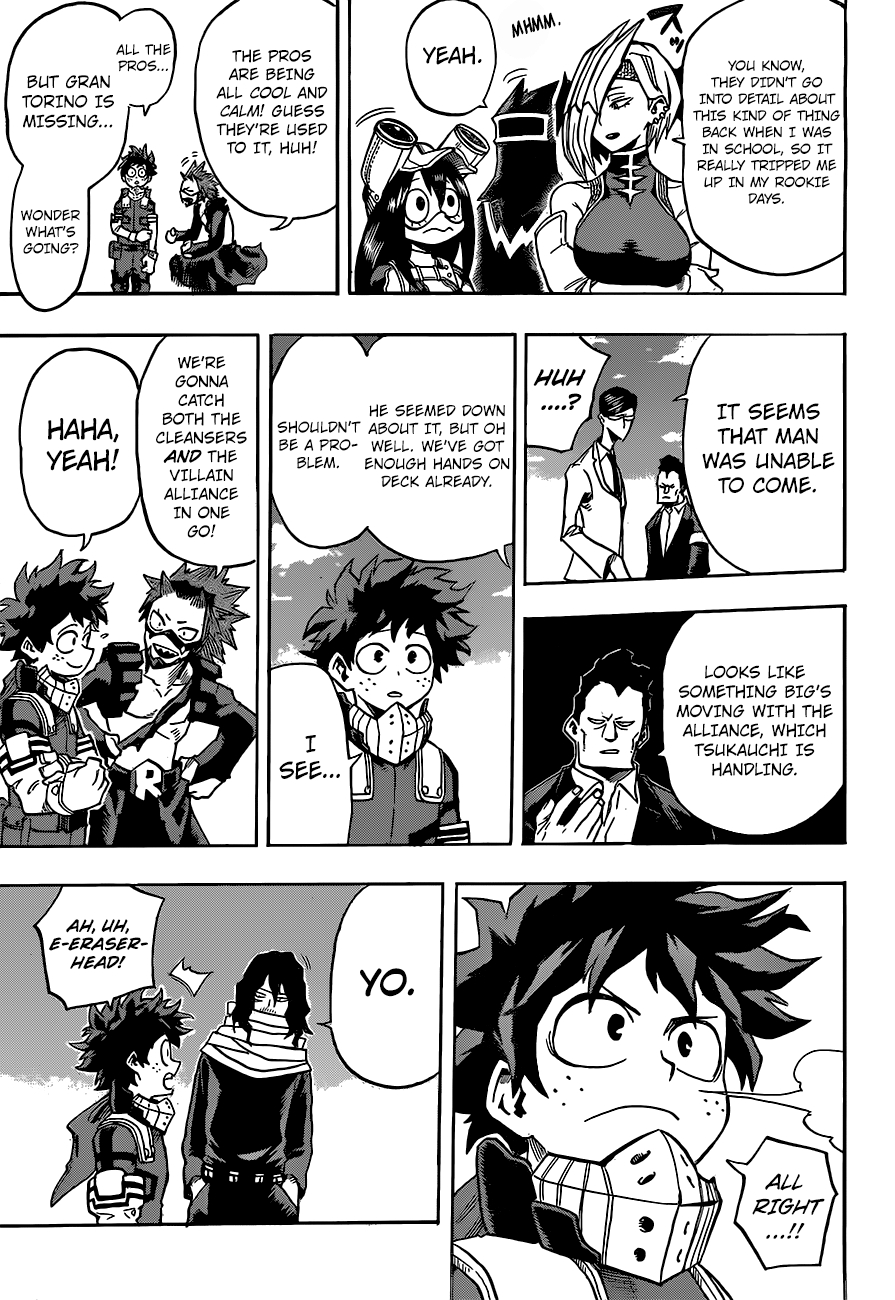 YOU KNOW,
THEY DIDN'T GO
INTO DETAIL ABOUT
THIS KIND OF THING
BACK WHEN I WAS
IN SCHOOL, SO IT
REALLY TRIPPED ME
UP IN MY ROOKIE
DAYS.
ス
ッ
MHMM.
YEAH.
THE PROS
ARE BEING
ALL COOL AND
CALM! GUESS
THEY'RE USED
TO IT, HUH!
ALL THE
PROS...
BUT GRAN
TORINO IS
MISSING...
WONDER
WHAT'S
GOING?
IT SEEMS
THAT MAN
WAS UNABLE
TO COME.
HUH
....?
LOOKS LIKE
SOMETHING BIG'S
MOVING WITH THE
ALLIANCE, WHICH
TSUKAUCHI IS
HANDLING.
HE SEEMED DOWN
ABOUT IT, BUT OH
WELL. WE'VE GOT
ENOUGH HANDS ON
DECK ALREADY.
SHOULDN'T
BE A PRO-
BLEM.
I
SEE...
WE'RE
GONNA
CATCH
BOTH THE
CLEANSERS
AND THE
VILLAIN
ALLIANCE
IN ONE
GO!
HAHA,
YEAH!
R
ALL
RIGHT
...!!
YO.
AH, UH,
E-ERASER-
HEAD!